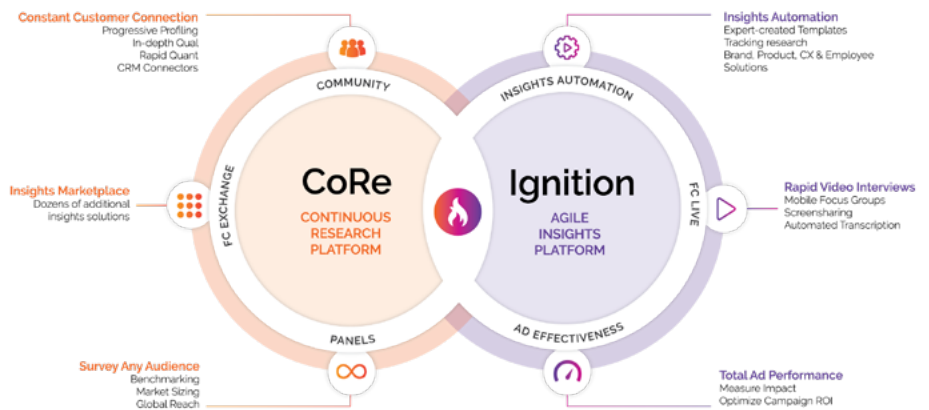 Constant Customer Connection
Progressive Profiling
In-depth Qual
Rapid Quant
CRM Connectors
Insights Automation
Expert-created Templates
Tracking research
Brand, Product, CX & Employee
Solutions
COMMUNITY
INSIGHTS AUTOMATION
Insights Marketplace
Dozens of additional
insights solutions
FC EXCHANGE
CoRe
CONTINUOUS
RESEARCH
PLATFORM
Ignition
AGILE
INSIGHTS
PLATFORM
FC LIVE
Rapid Video Interviews
Mobile Focus Groups
Screensharing
Automated Transcription
PANELS
AD EFFECTIVENESS
Survey Any Audience
Benchmarking
Market Sizing
Global Reach
Total Ad Performance
Measure Impact
Optimize Campaign ROI